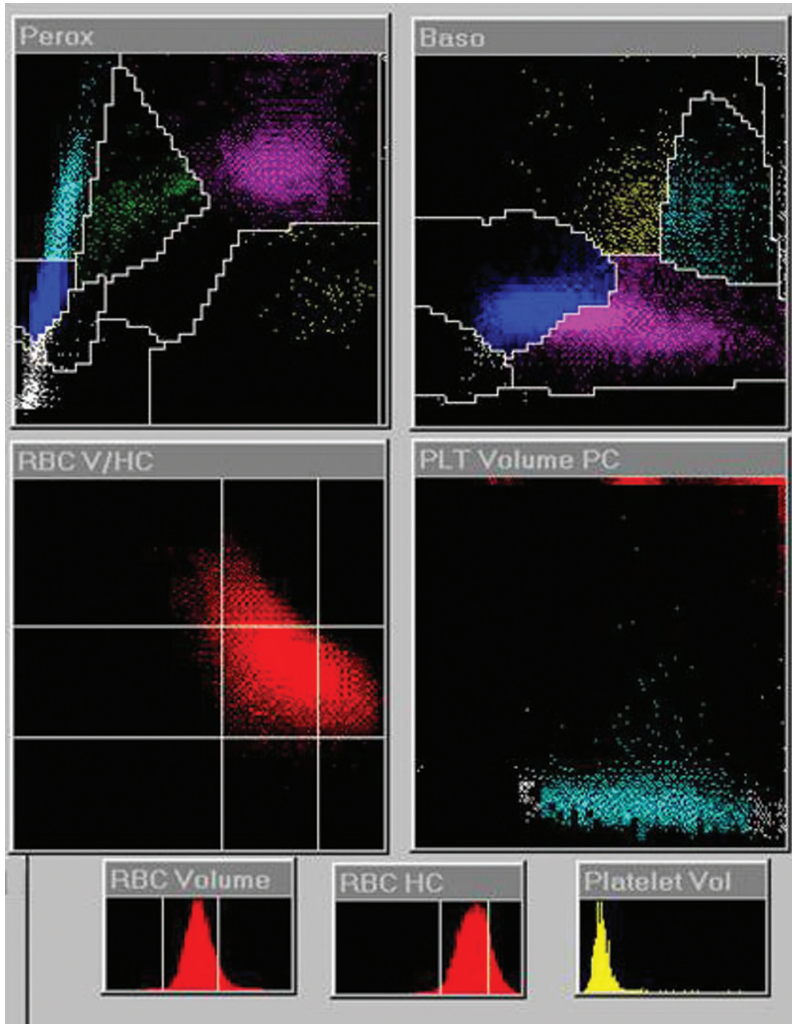 Perox
Baso
RBC V/HC
PLT Volume PC
RBC Volume
RBC HC
Platelet Vol